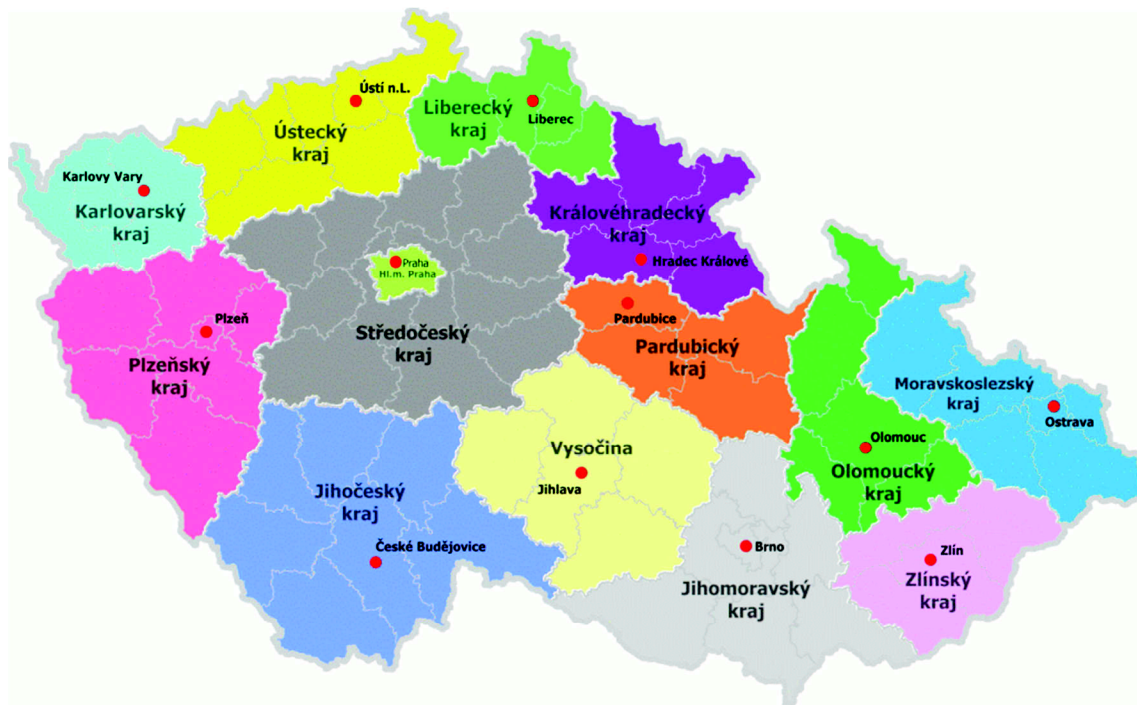 Ústí n.L.
Liberecký
kraj
Liberec
Ústecký
kraj
Karlovy Vary
Karlovarský
kraj
Královéhradecký
kraj
Hradec Králové
Praha
Hl.m. Praha
Plzeň
Pardubice
Středočeský
kraj
Pardubický
kraj
Plzeňský
kraj
Moravskoslezský
kraj
Ostrava
Vysočina
Jihlava
Olomouc
Olomoucký
kraj
Jihočeský
kraj
České Budějovice
Brno
Jihomoravský
kraj
Zlín
Zlínský
kraj